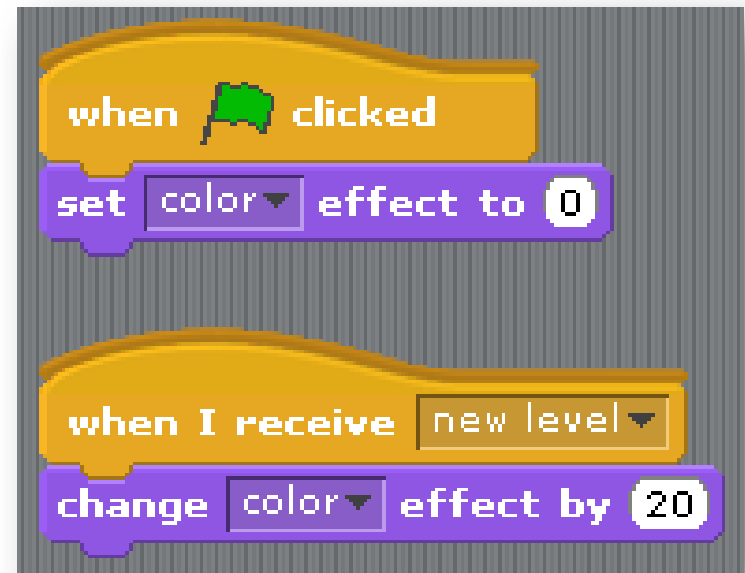 when clicked
set color effect to 0
when I receive new level
change color effect by 20